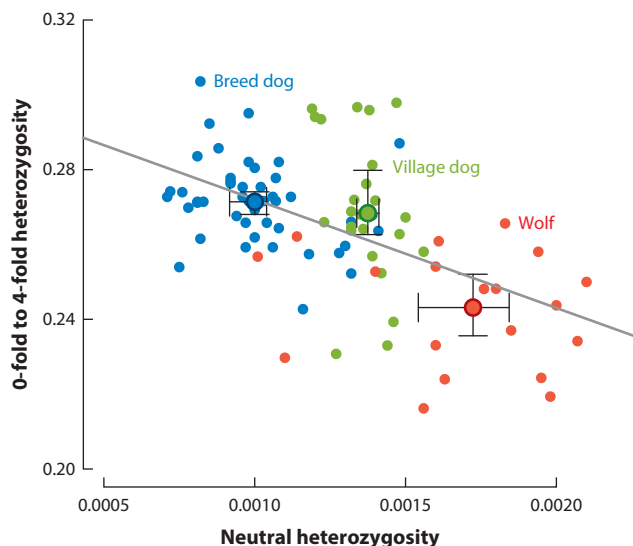 0.32
0.28
0.24
0.20
0-fold to 4-fold heterozygosity
Breed dog
Village dog
Wolf
0.0005
0.0010
0.0015
0.0020
Neutral heterozygosity